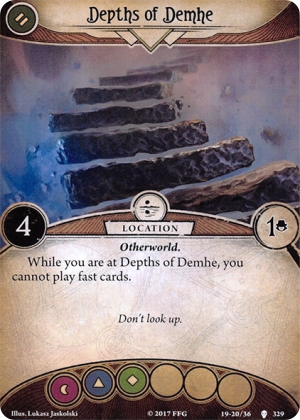 Depths of Demhe
4
LOCATION
1
Otherworld.
While you are at Depths of Demhe, you
cannot play fast cards.
Don't look up.
Illus. Lukasz Jaskolski
© 2017 FFG
19-20/36
329